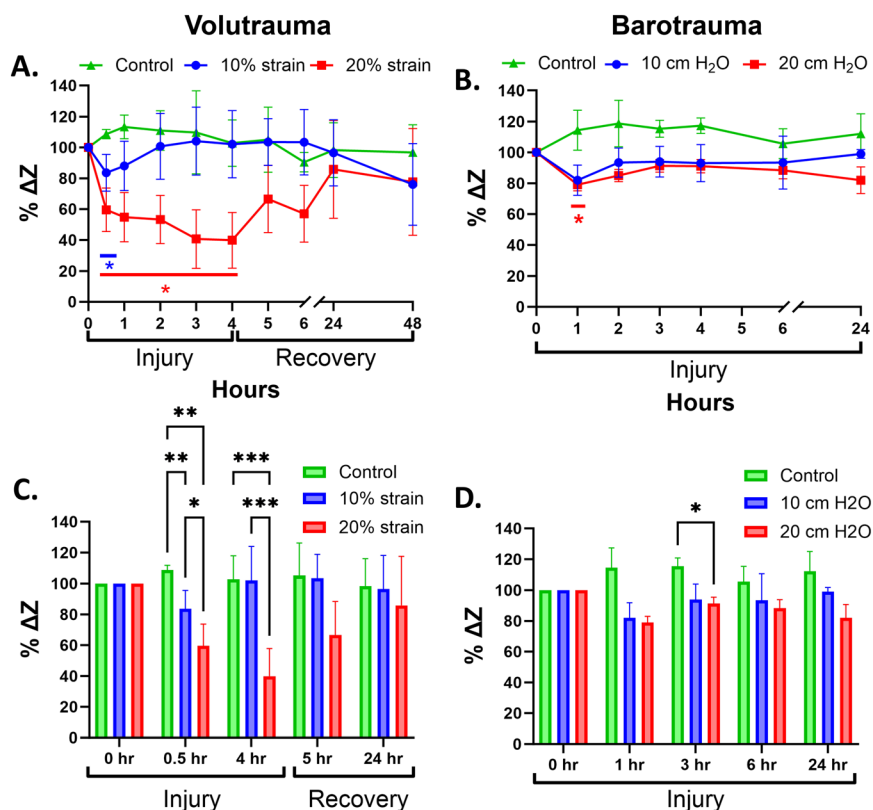 Volutrauma
Barotrauma
A.
Control 10% strain 20% strain
140
120
100
80
60
40
20
0
% ΔZ
*
*
0 1 2 3 4 5 6 24 48
Injury Recovery
Hours
B.
Control 10 cm H₂O 20 cm H₂O
140
120
100
80
60
40
20
0
% ΔZ
*
0 1 2 3 4 5 6 24
Injury
Hours
C.
**
** ***
* ***
Control
10% strain
20% strain
140
120
100
80
60
40
20
0
% ΔZ
0 hr 0.5 hr 4 hr 5 hr 24 hr
Injury Recovery
D.
Control
10 cm H2O
20 cm H2O
*
140
120
100
80
60
40
20
0
% ΔZ
0 hr 1 hr 3 hr 6 hr 24 hr
Injury